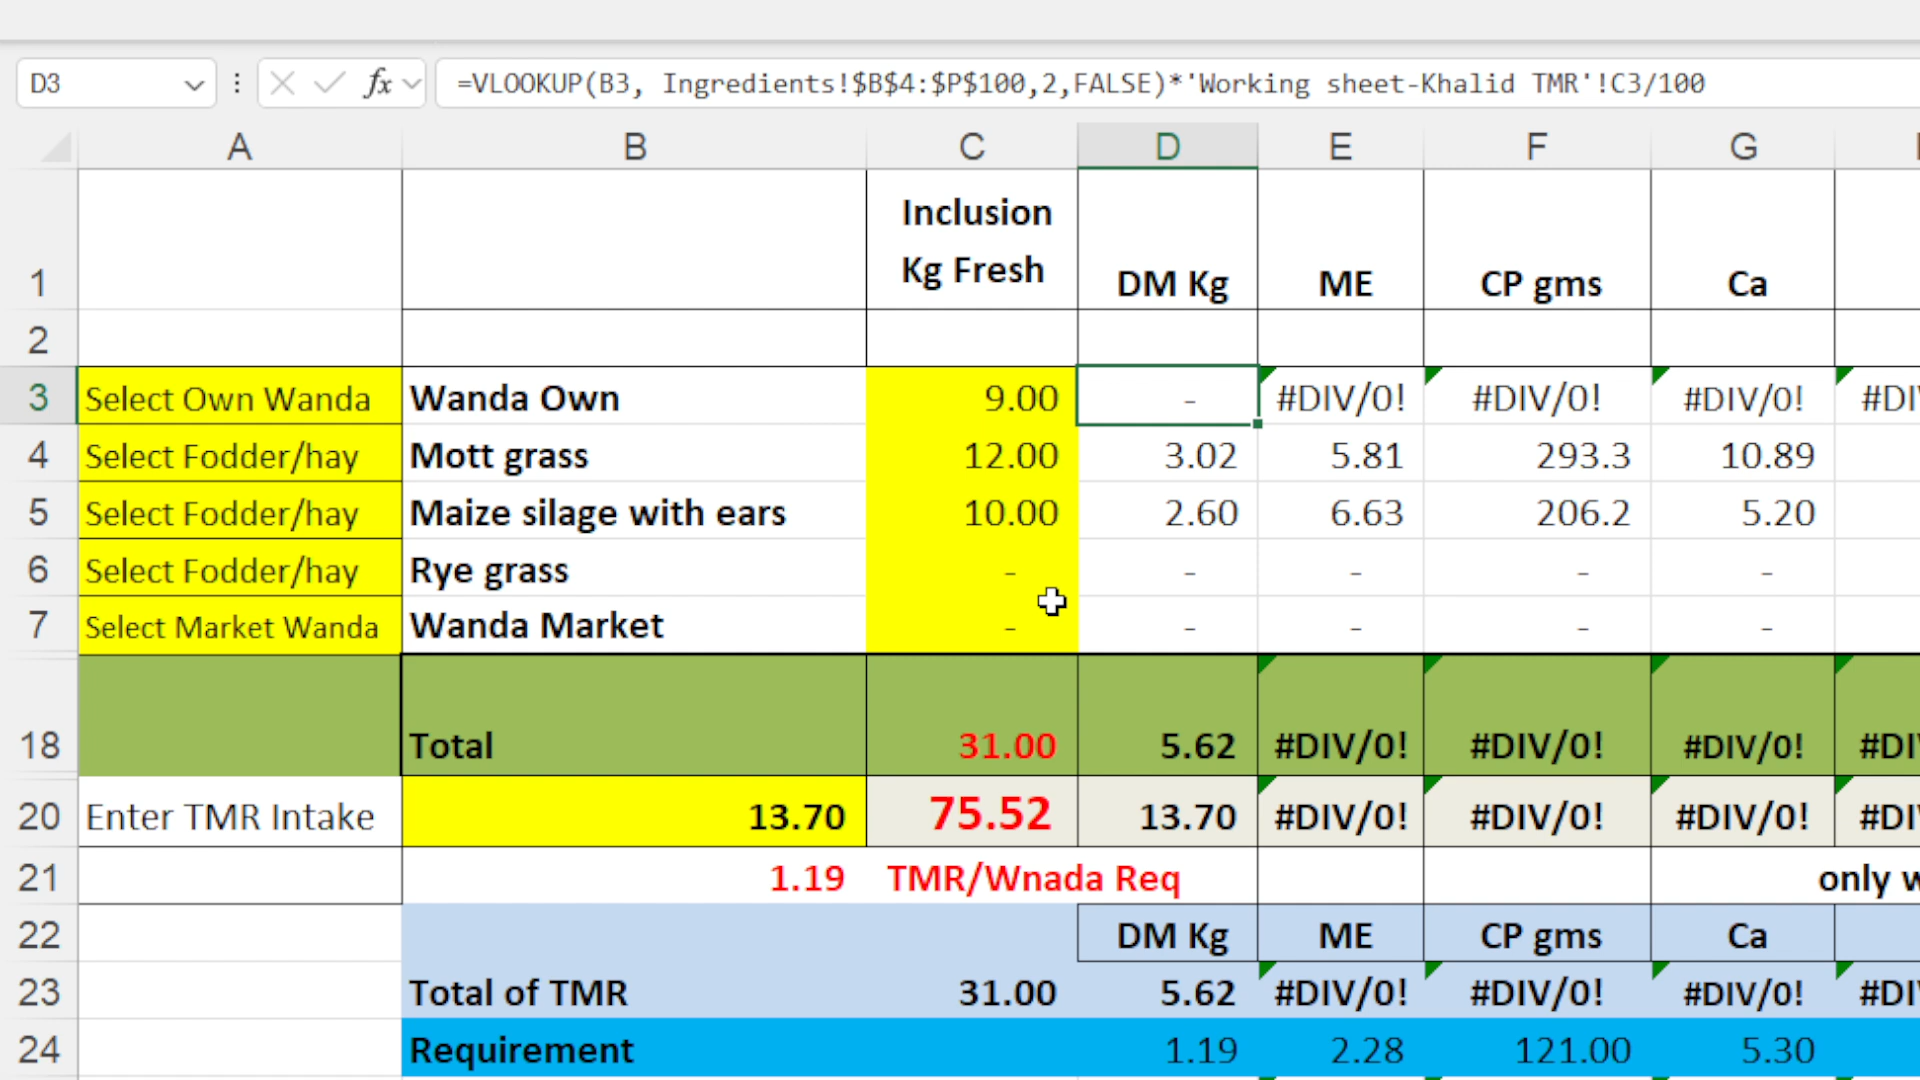 D3 fx =VLOOKUP(B3, Ingredients!$B$4:$P$100,2,FALSE)*'Working sheet-Khalid TMR'!C3/100
A B C D E F G
Inclusion
1 Kg Fresh DM Kg ME CP gms Ca
2
3 Select Own Wanda Wanda Own 9.00 - #DIV/0! #DIV/0! #DIV/0! #DI
4 Select Fodder/hay Mott grass 12.00 3.02 5.81 293.3 10.89
5 Select Fodder/hay Maize silage with ears 10.00 2.60 6.63 206.2 5.20
6 Select Fodder/hay Rye grass - - - - -
7 Select Market Wanda Wanda Market - - - - -
18 Total 31.00 5.62 #DIV/0! #DIV/0! #DIV/0! #DI
20 Enter TMR Intake 13.70 75.52 13.70 #DIV/0! #DIV/0! #DIV/0! #DI
21 1.19 TMR/Wnada Req only
22 DM Kg ME CP gms Ca
23 Total of TMR 31.00 5.62 #DIV/0! #DIV/0! #DIV/0! #DI
24 Requirement 1.19 2.28 121.00 5.30